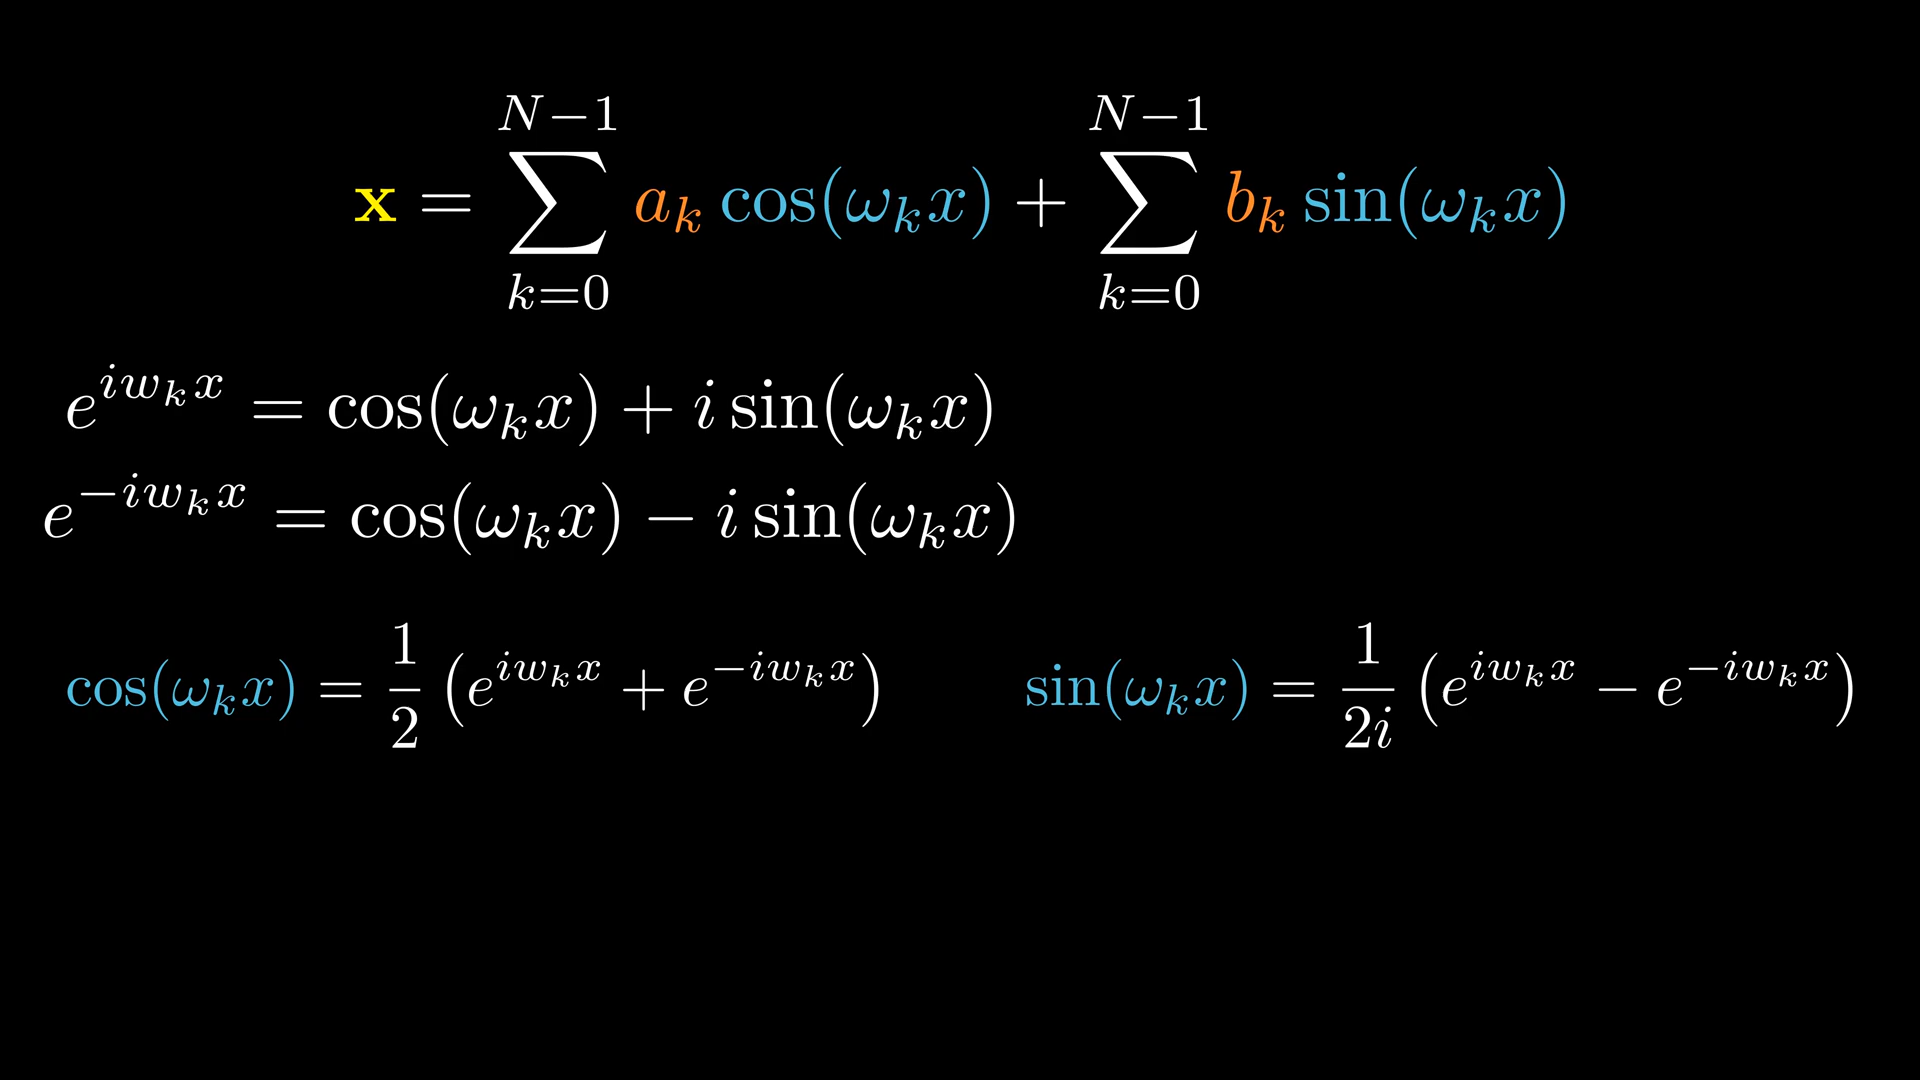 $\mathbf{x} = \sum_{k=0}^{N-1} a_k \cos(\omega_k x) + \sum_{k=0}^{N-1} b_k \sin(\omega_k x)$
$e^{iw_k x} = \cos(\omega_k x) + i \sin(\omega_k x)$
$e^{-iw_k x} = \cos(\omega_k x) - i \sin(\omega_k x)$
$\cos(\omega_k x) = \frac{1}{2} \left( e^{iw_k x} + e^{-iw_k x} \right)$ $\sin(\omega_k x) = \frac{1}{2i} \left( e^{iw_k x} - e^{-iw_k x} \right)$